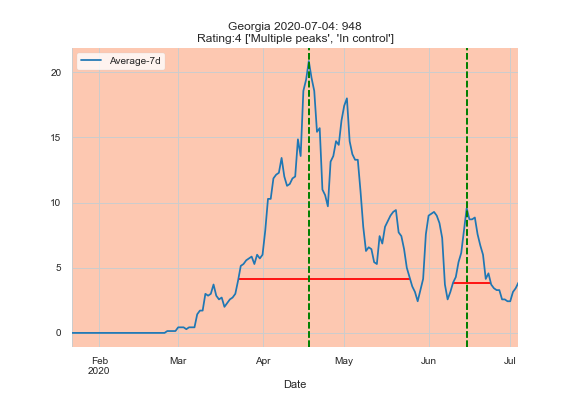 Georgia 2020-07-04: 948
Rating:4 ['Multiple peaks', 'In control']
Average-7d
20
15
10
5
0
Feb
2020
Mar
Apr
May
Jun
Jul
Date